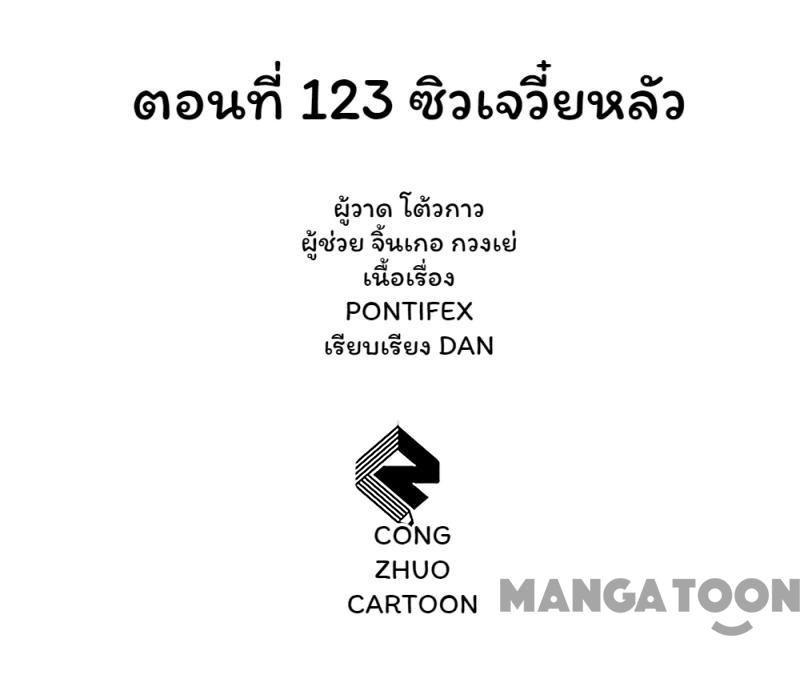 ตอนที่ 123 ซิวเจวี๋ยหลัว
ผู้วาด โต้วกาว
ผู้ช่วย จิ้นเกอ กวงเย่
เนื้อเรื่อง
PONTIFEX
เรียบเรียง DAN
CONG
ZHUO
CARTOON
MANGATOON